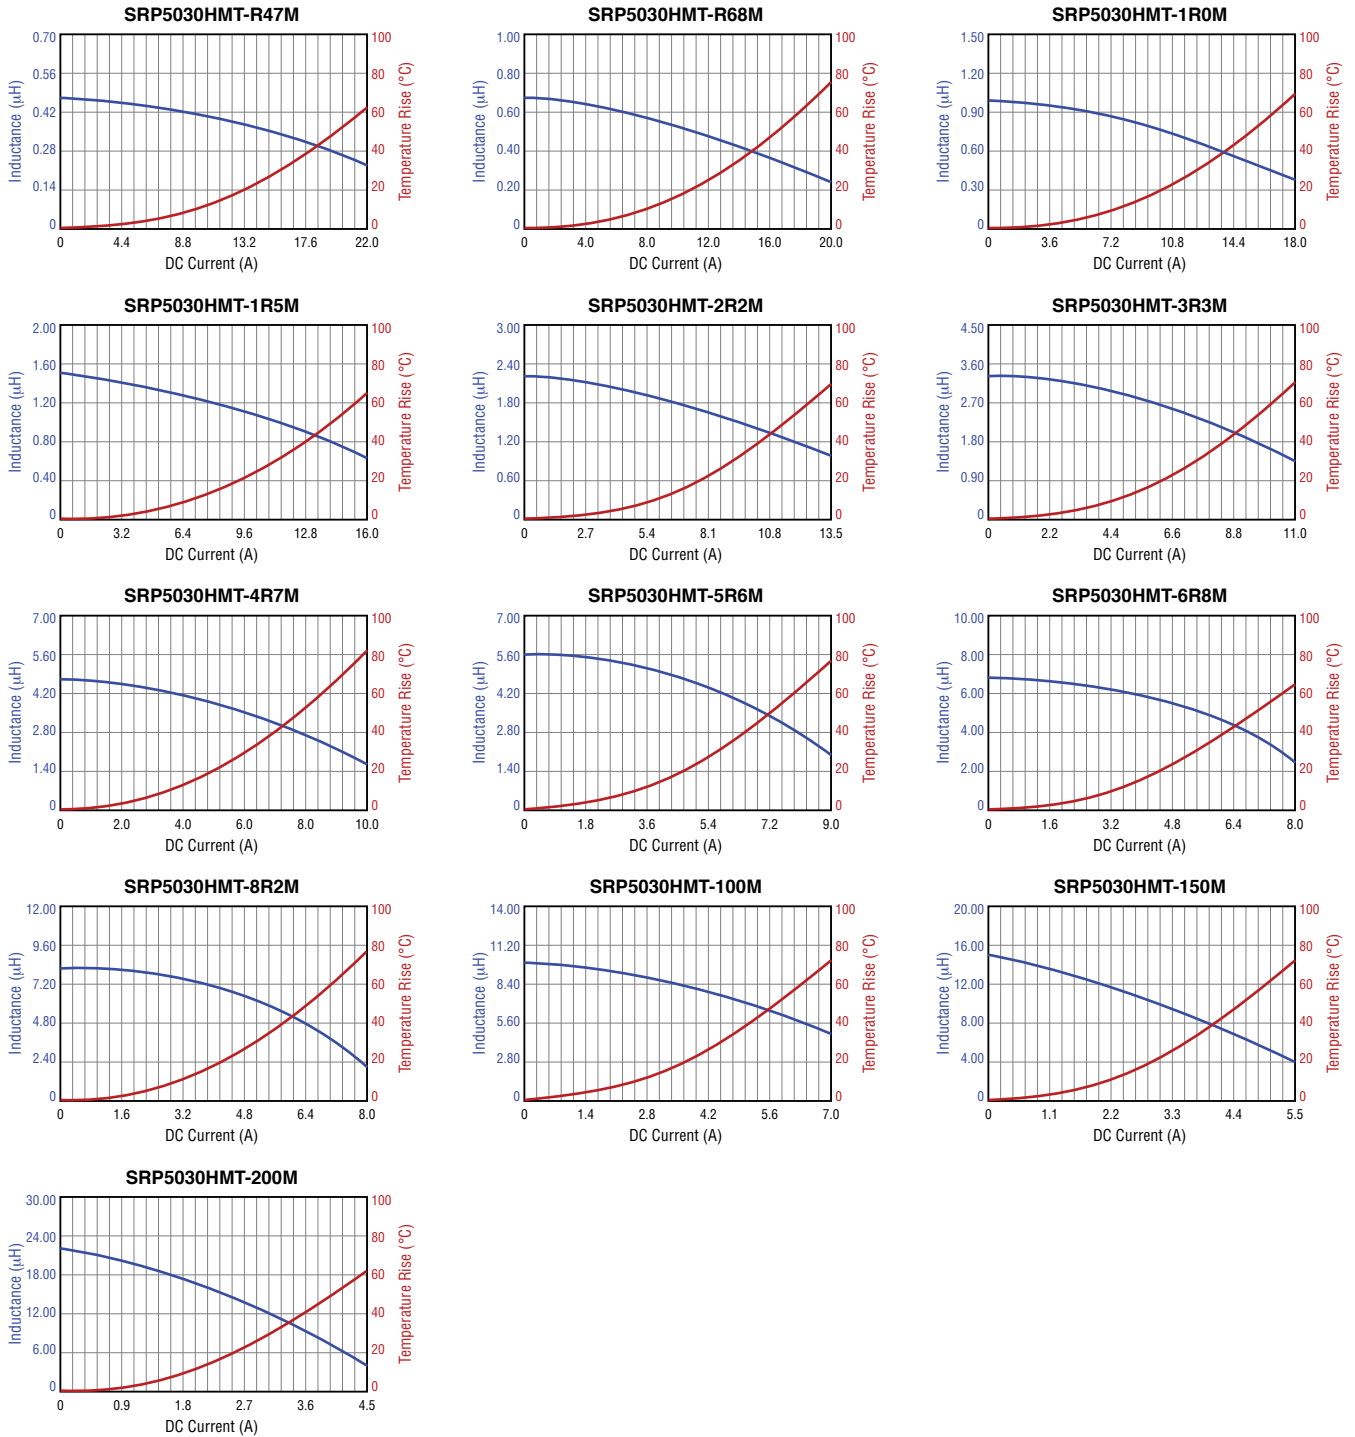 SRP5030HMT-R47M
0.70
0.56
0.42
0.28
0.14
0
Inductance (µH)
100
80
60
40
20
0
Temperature Rise (°C)
0 4.4 8.8 13.2 17.6 22.0
DC Current (A)
SRP5030HMT-R68M
1.00
0.80
0.60
0.40
0.20
0
Inductance (µH)
100
80
60
40
20
0
Temperature Rise (°C)
0 4.0 8.0 12.0 16.0 20.0
DC Current (A)
SRP5030HMT-1R0M
1.50
1.20
0.90
0.60
0.30
0
Inductance (µH)
100
80
60
40
20
0
Temperature Rise (°C)
0 3.6 7.2 10.8 14.4 18.0
DC Current (A)
SRP5030HMT-1R5M
2.00
1.60
1.20
0.80
0.40
0
Inductance (µH)
100
80
60
40
20
0
Temperature Rise (°C)
0 3.2 6.4 9.6 12.8 16.0
DC Current (A)
SRP5030HMT-2R2M
3.00
2.40
1.80
1.20
0.60
0
Inductance (µH)
100
80
60
40
20
0
Temperature Rise (°C)
0 2.7 5.4 8.1 10.8 13.5
DC Current (A)
SRP5030HMT-3R3M
4.50
3.60
2.70
1.80
0.90
0
Inductance (µH)
100
80
60
40
20
0
Temperature Rise (°C)
0 2.2 4.4 6.6 8.8 11.0
DC Current (A)
SRP5030HMT-4R7M
7.00
5.60
4.20
2.80
1.40
0
Inductance (µH)
100
80
60
40
20
0
Temperature Rise (°C)
0 2.0 4.0 6.0 8.0 10.0
DC Current (A)
SRP5030HMT-5R6M
7.00
5.60
4.20
2.80
1.40
0
Inductance (µH)
100
80
60
40
20
0
Temperature Rise (°C)
0 1.8 3.6 5.4 7.2 9.0
DC Current (A)
SRP5030HMT-6R8M
10.00
8.00
6.00
4.00
2.00
0
Inductance (µH)
100
80
60
40
20
0
Temperature Rise (°C)
0 1.6 3.2 4.8 6.4 8.0
DC Current (A)
SRP5030HMT-8R2M
12.00
9.60
7.20
4.80
2.40
0
Inductance (µH)
100
80
60
40
20
0
Temperature Rise (°C)
0 1.6 3.2 4.8 6.4 8.0
DC Current (A)
SRP5030HMT-100M
14.00
11.20
8.40
5.60
2.80
0
Inductance (µH)
100
80
60
40
20
0
Temperature Rise (°C)
0 1.4 2.8 4.2 5.6 7.0
DC Current (A)
SRP5030HMT-150M
20.00
16.00
12.00
8.00
4.00
0
Inductance (µH)
100
80
60
40
20
0
Temperature Rise (°C)
0 1.1 2.2 3.3 4.4 5.5
DC Current (A)
SRP5030HMT-200M
30.00
24.00
18.00
12.00
6.00
0
Inductance (µH)
100
80
60
40
20
0
Temperature Rise (°C)
0 0.9 1.8 2.7 3.6 4.5
DC Current (A)